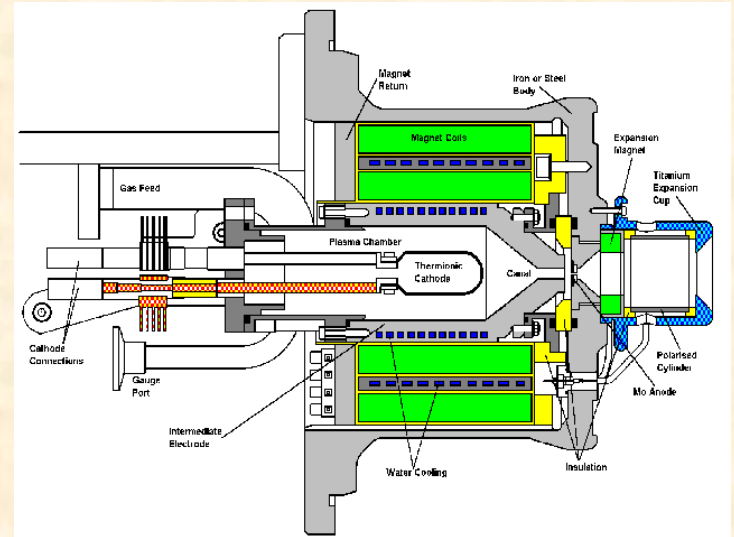 Magnet
Return
Iron or Steel
Body
Expansion
Magnet
Magnet Coils
Titanium
Expansion
Cup
Gas Feed
Plasma Chamber
Thermionic
Cathode
Canal
Cathode
Connections
Gauge
Port
Polarised
Cylinder
Mo Anode
Intermediate
Electrode
Water Cooling
Insulation